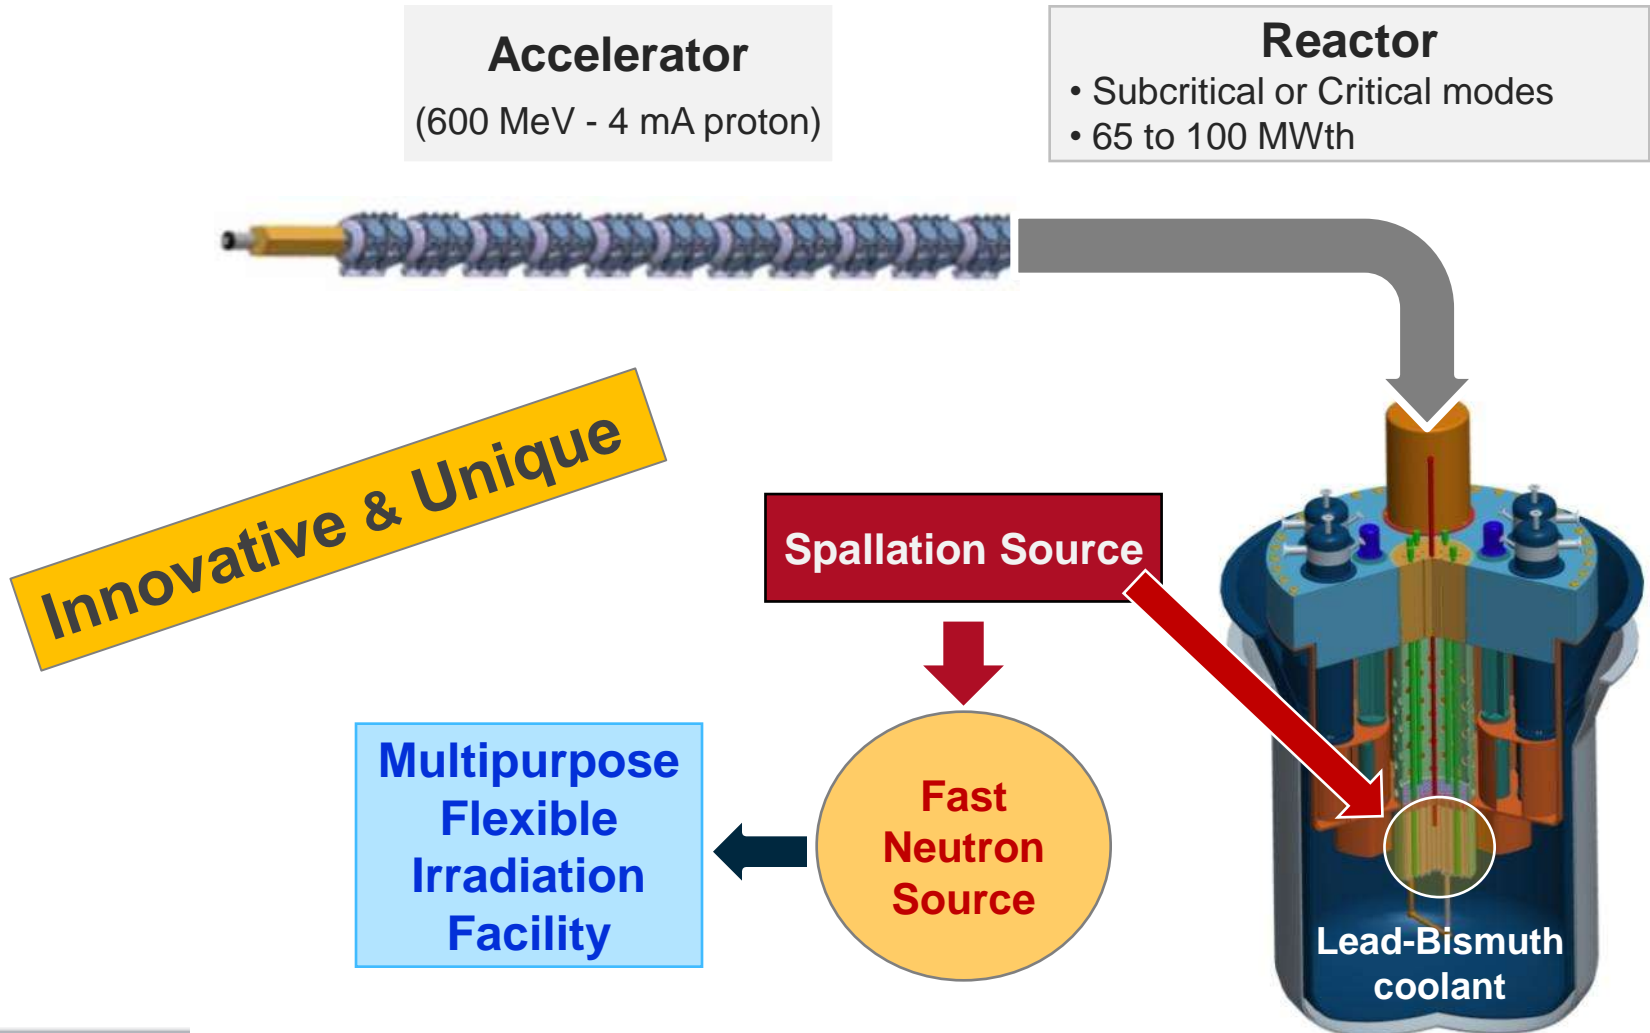 Accelerator
(600 MeV - 4 mA proton)
Reactor
• Subcritical or Critical modes
• 65 to 100 MWth
Innovative & Unique
Spallation Source
Multipurpose
Flexible
Irradiation
Facility
Fast
Neutron
Source
Lead-Bismuth
coolant